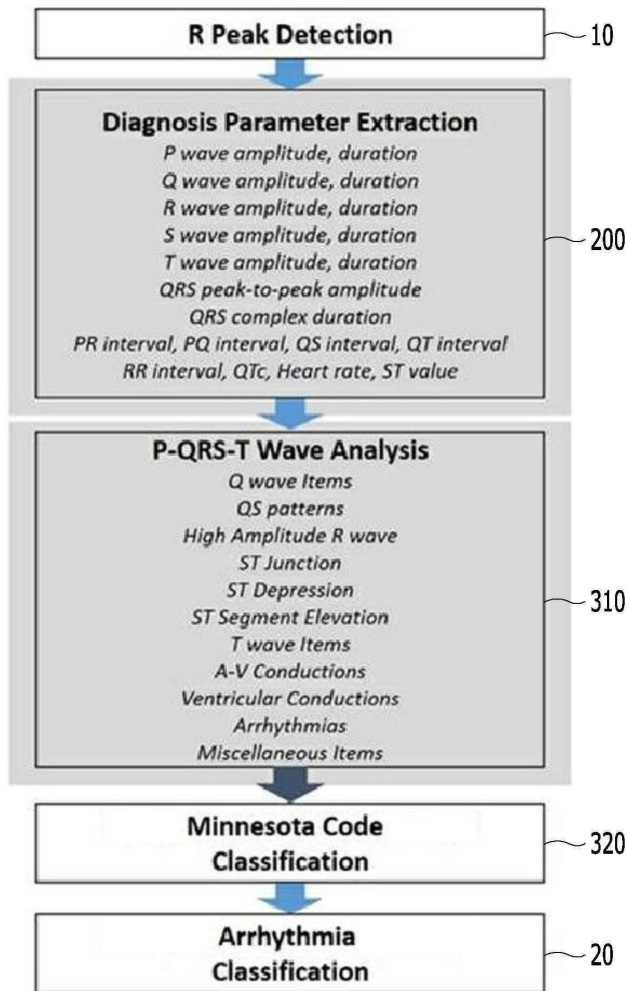 R Peak Detection
10
Diagnosis Parameter Extraction
P wave amplitude, duration
Q wave amplitude, duration
R wave amplitude, duration
S wave amplitude, duration
T wave amplitude, duration
QRS peak-to-peak amplitude
QRS complex duration
PR interval, PQ interval, QS interval, QT interval
RR interval, QTc, Heart rate, ST value
200
P-QRS-T Wave Analysis
Q wave Items
QS patterns
High Amplitude R wave
ST Junction
ST Depression
ST Segment Elevation
T wave Items
A-V Conductions
Ventricular Conductions
Arrhythmias
Miscellaneous Items
310
Minnesota Code
Classification
320
Arrhythmia
Classification
20